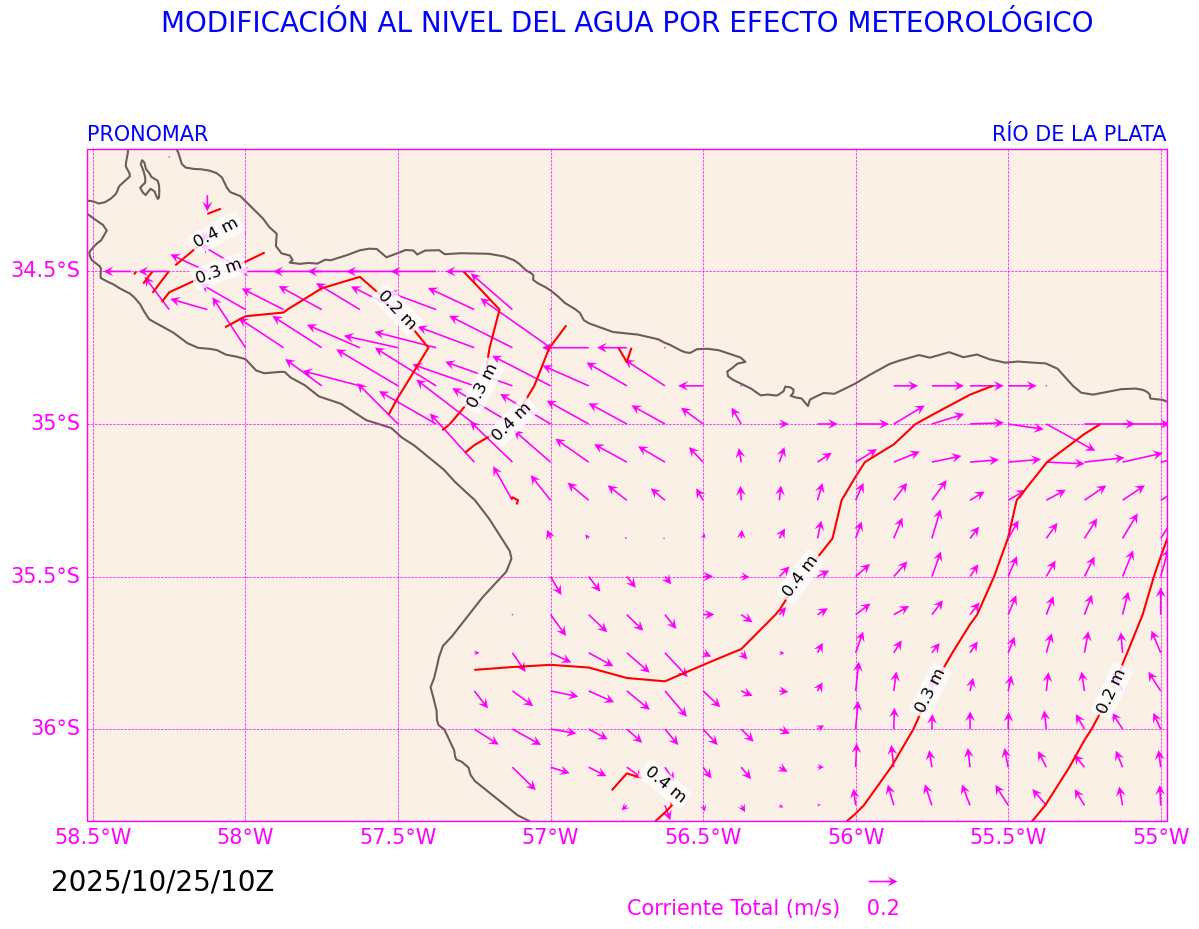 MODIFICACIÓN AL NIVEL DEL AGUA POR EFECTO METEOROLÓGICO
PRONOMAR
RÍO DE LA PLATA
0.4 m
0.3 m
34.5°S
0.2 m
0.3 m
0.4 m
35°S
0.4 m
35.5°S
0.3 m
0.2 m
36°S
0.4 m
58.5°W 58°W 57.5°W 57°W 56.5°W 56°W 55.5°W 55°W
2025/10/25/10Z
Corriente Total (m/s) 0.2